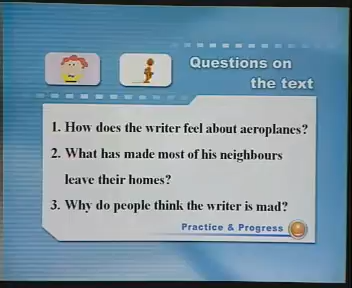 Questions on
the text
1. How does the writer feel about aeroplanes?
2. What has made most of his neighbours
leave their homes?
3. Why do people think the writer is mad?
Practice & Progress